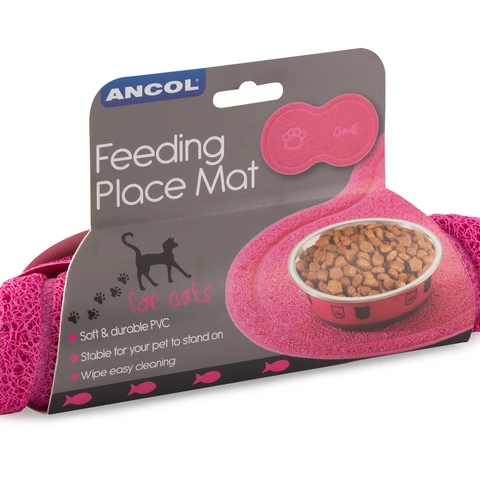 ANCOL®
Feeding
Place Mat
for cats
Soft & durable PVC
Stable for your pet to stand on
Wipe easy cleaning